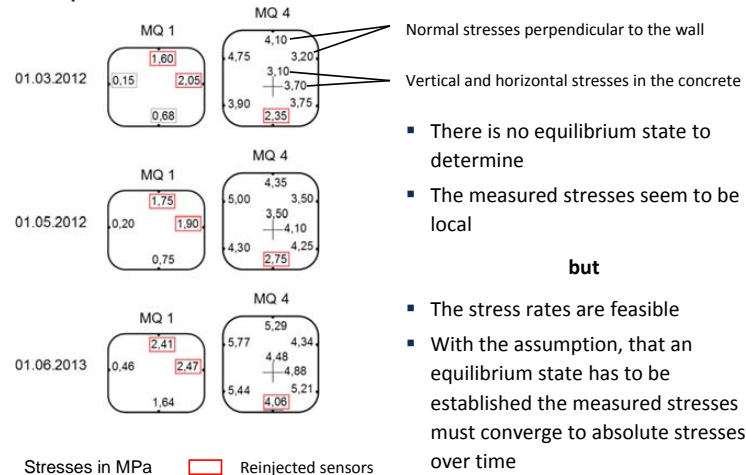 MQ 1
MQ 4
01.03.2012
1,60
0,15
2,05
0,68
4,10
4,75
3,20
3,10
3,70
3,90
3,75
2,35
Normal stresses perpendicular to the wall
Vertical and horizontal stresses in the concrete
MQ 1
MQ 4
01.05.2012
1,75
0,20
1,90
0,75
4,35
5,00
3,50
3,50
4,10
4,30
4,25
2,75
MQ 1
MQ 4
01.06.2013
2,41
0,46
2,47
1,64
5,29
5,77
4,34
4,48
4,88
5,44
5,21
4,06
Stresses in MPa
Reinjected sensors
▪ There is no equilibrium state to
determine
▪ The measured stresses seem to be
local
but
▪ The stress rates are feasible
▪ With the assumption, that an
equilibrium state has to be
established the measured stresses
must converge to absolute stresses
over time